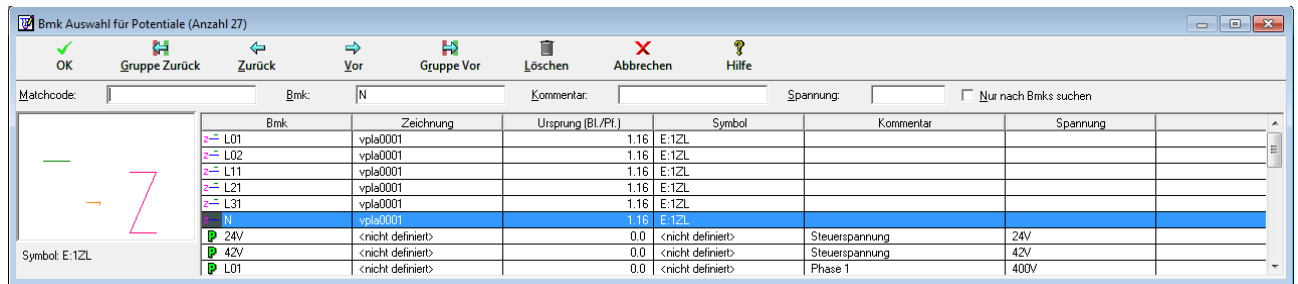 Bmk Auswahl für Potentiale (Anzahl 27)
OK Gruppe Zurück Zurück Vor Gruppe Vor Löschen Abbrechen Hilfe
Matchcode: Bmk: N Kommentar: Spannung: Nur nach Bmks suchen
Bmk Zeichnung Ursprung (Bl./Pf.) Symbol Kommentar Spannung
L01 vpla0001 1.16 E:1ZL
L02 vpla0001 1.16 E:1ZL
L11 vpla0001 1.16 E:1ZL
L21 vpla0001 1.16 E:1ZL
L31 vpla0001 1.16 E:1ZL
N vpla0001 1.16 E:1ZL
P 24V <nicht definiert> 0.0 <nicht definiert> Steuerspannung 24V
P 42V <nicht definiert> 0.0 <nicht definiert> Steuerspannung 42V
P L01 <nicht definiert> 0.0 <nicht definiert> Phase 1 400V
Symbol: E:1ZL